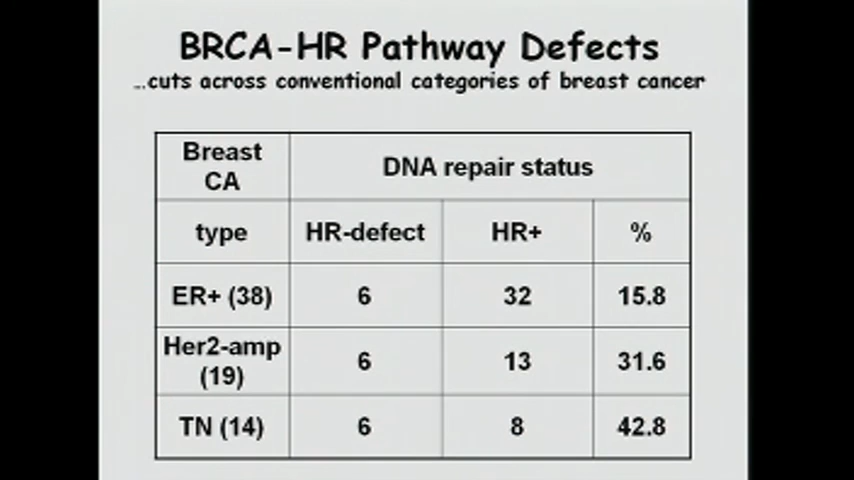 BRCA-HR Pathway Defects
...cuts across conventional categories of breast cancer
Breast CA DNA repair status
type HR-defect HR+ %
ER+ (38) 6 32 15.8
Her2-amp (19) 6 13 31.6
TN (14) 6 8 42.8